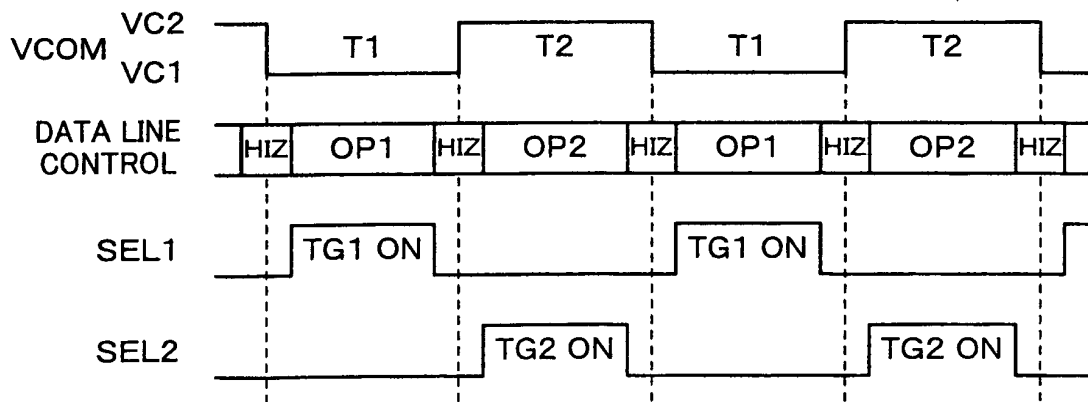 VC2
VCOM T1 T2 T1 T2
VC1
DATA LINE CONTROL HIZ OP1 HIZ OP2 HIZ OP1 HIZ OP2 HIZ
SEL1 TG1 ON TG1 ON
SEL2 TG2 ON TG2 ON